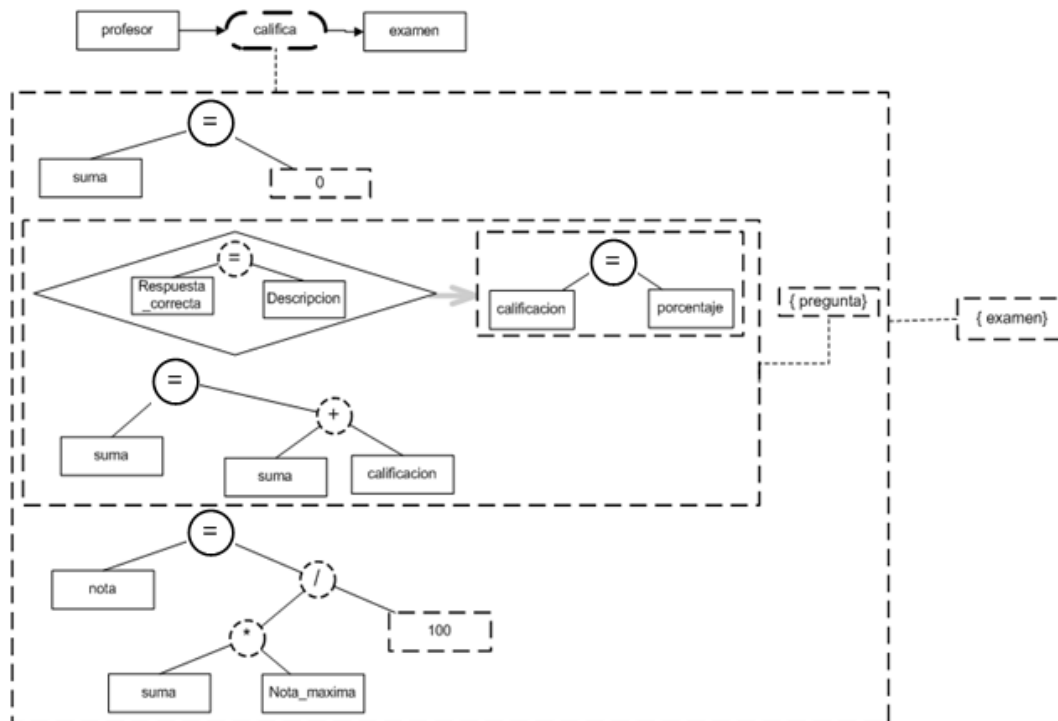 profesor
califica
examen
=
suma
0
=
Respuesta
_correcta
Descripcion
=
calificacion
porcentaje
{ pregunta}
{ examen}
=
suma
+
suma
calificacion
=
nota
/
100
*
suma
Nota_maxima